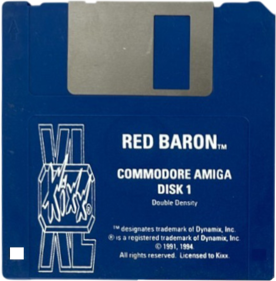 RED BARON™
COMMODORE AMIGA
DISK 1
Double Density
XL
Kixx
™ designates trademark of Dynamix, Inc.
® is a registered trademark of Dynamix, Inc.
© 1991, 1994
All rights reserved. Licensed to Kixx.